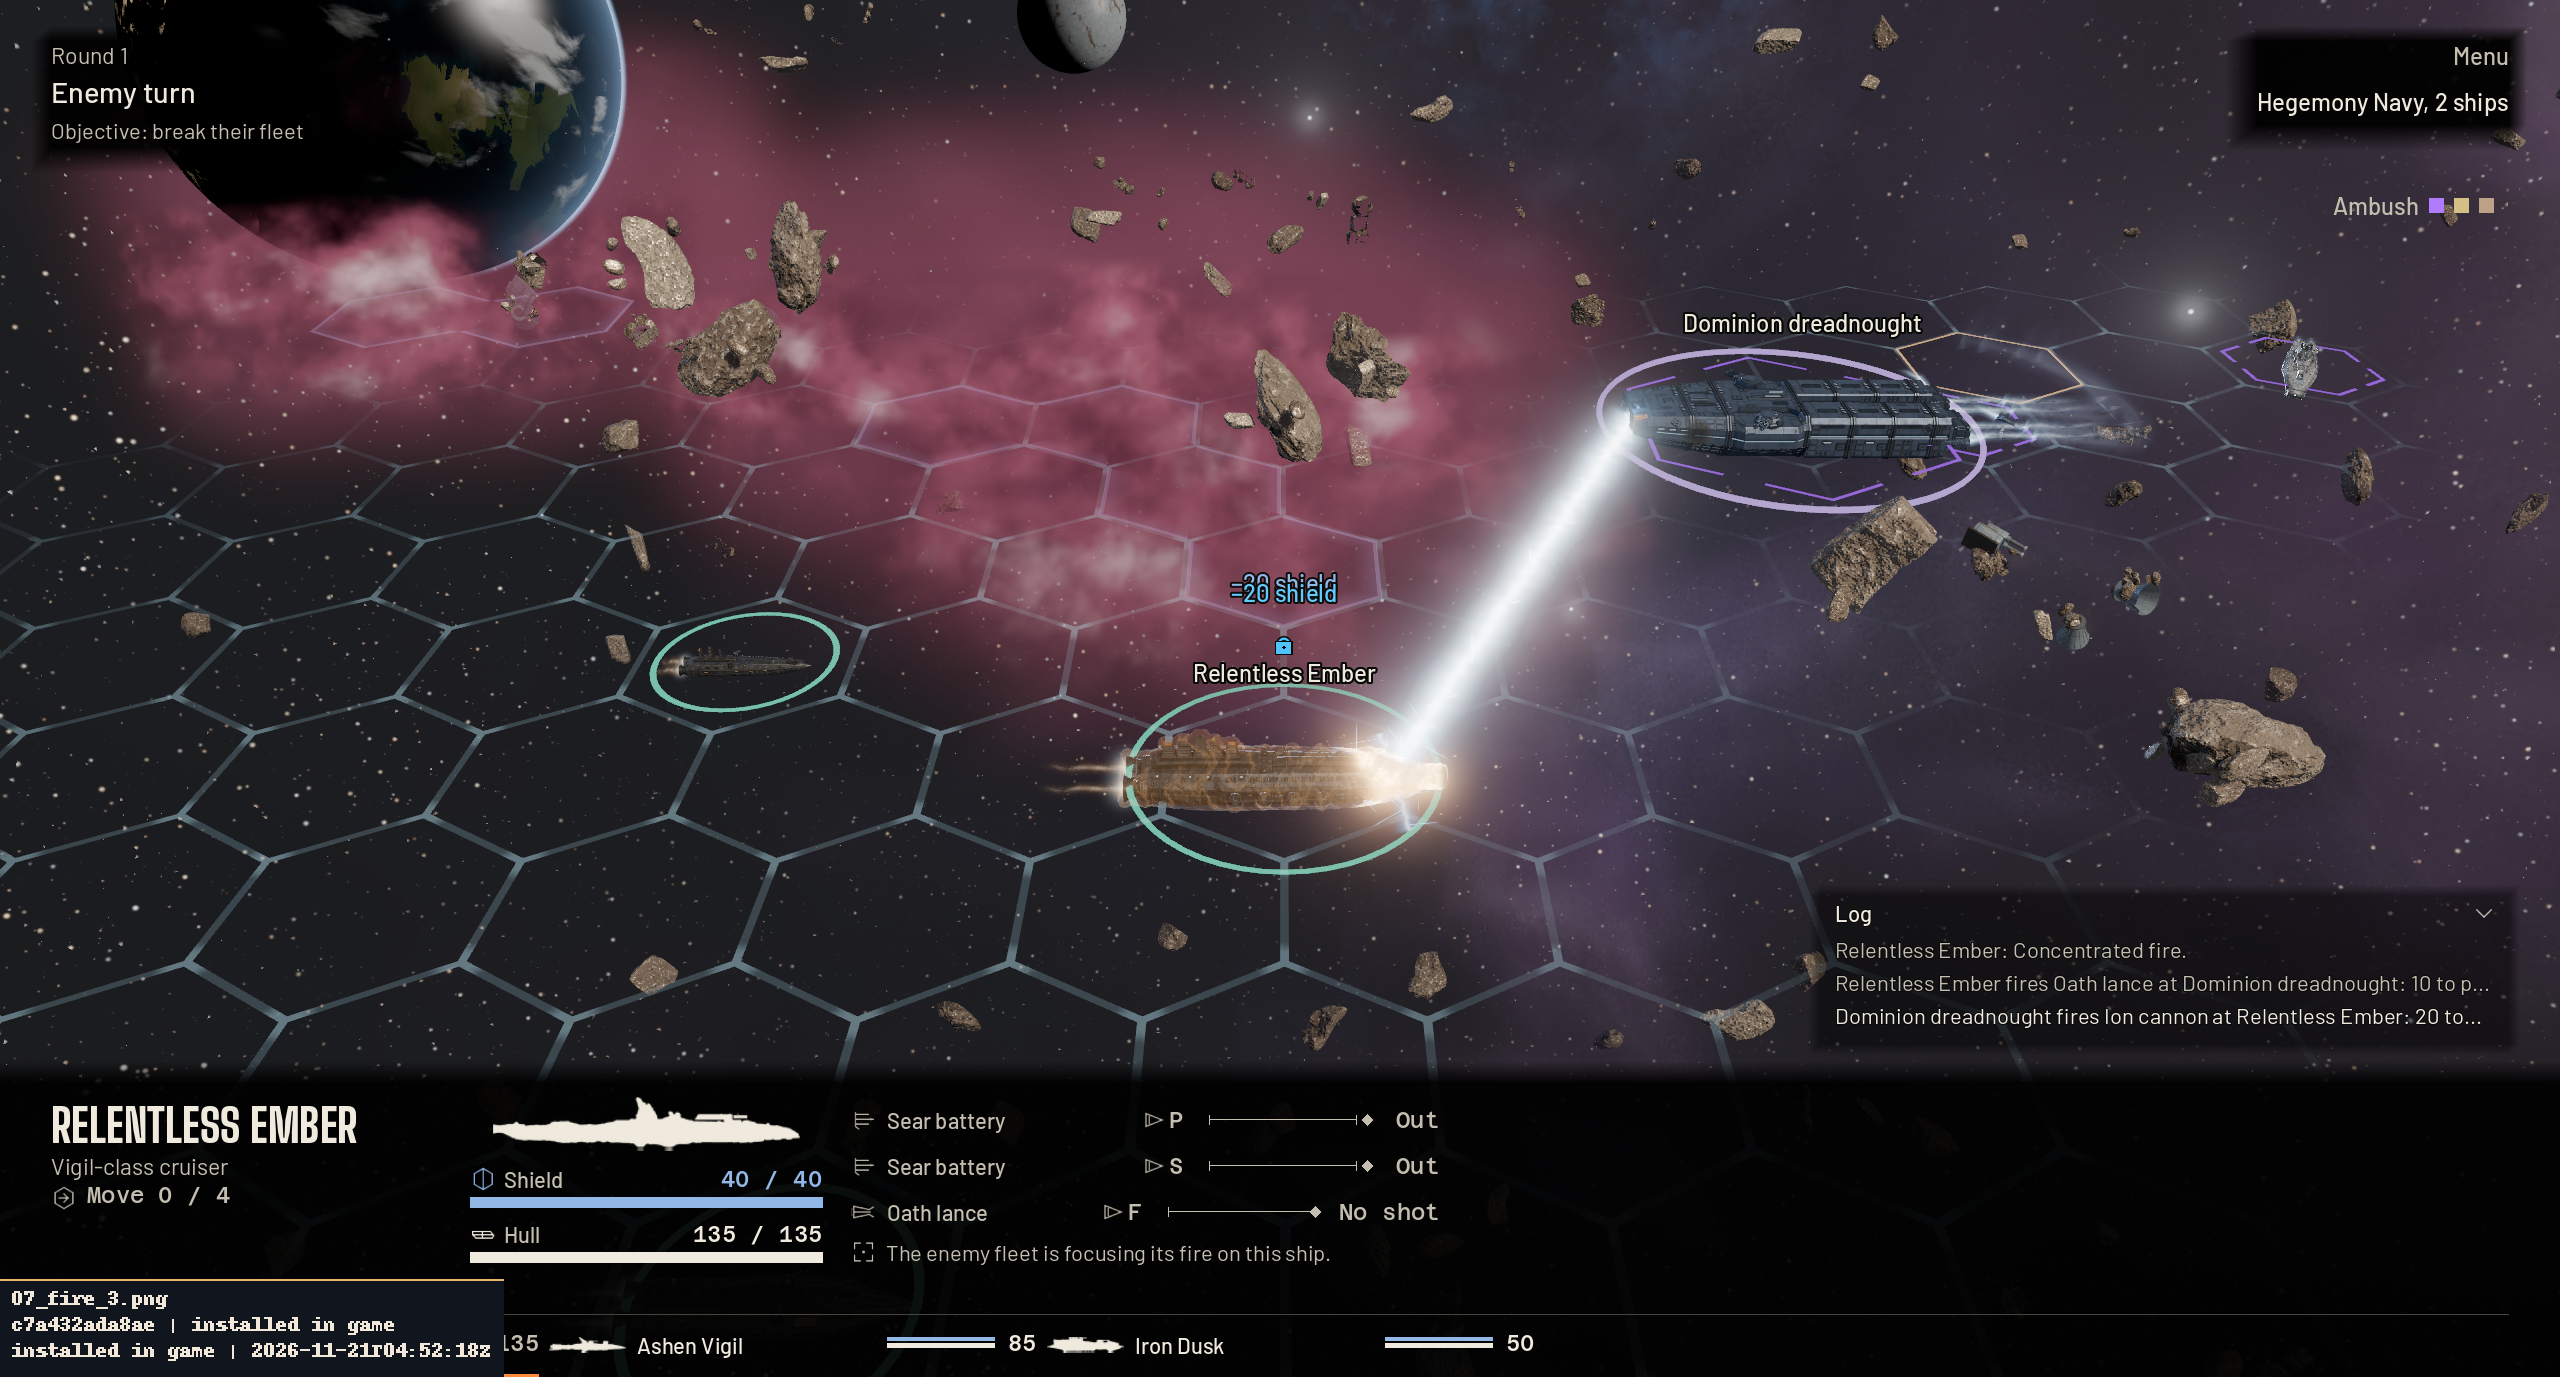 Round 1
Enemy turn
Objective: break their fleet
Menu
Hegemony Navy, 2 ships
Ambush
Dominion dreadnought
-20 shield
-20 shield
Relentless Ember
Log
Relentless Ember: Concentrated fire.
Relentless Ember fires Oath lance at Dominion dreadnought: 10 to p...
Dominion dreadnought fires Ion cannon at Relentless Ember: 20 to...
RELENTLESS EMBER
Vigil-class cruiser
Move 0 / 4
Shield 40 / 40
Hull 135 / 135
Sear battery P Out
Sear battery S Out
Oath lance F No shot
The enemy fleet is focusing its fire on this ship.
07_fire_3.png
c7a432ada8ae | installed in game
installed in game | 2026-11-21T04:52:18Z
135 Ashen Vigil 85 Iron Dusk 50